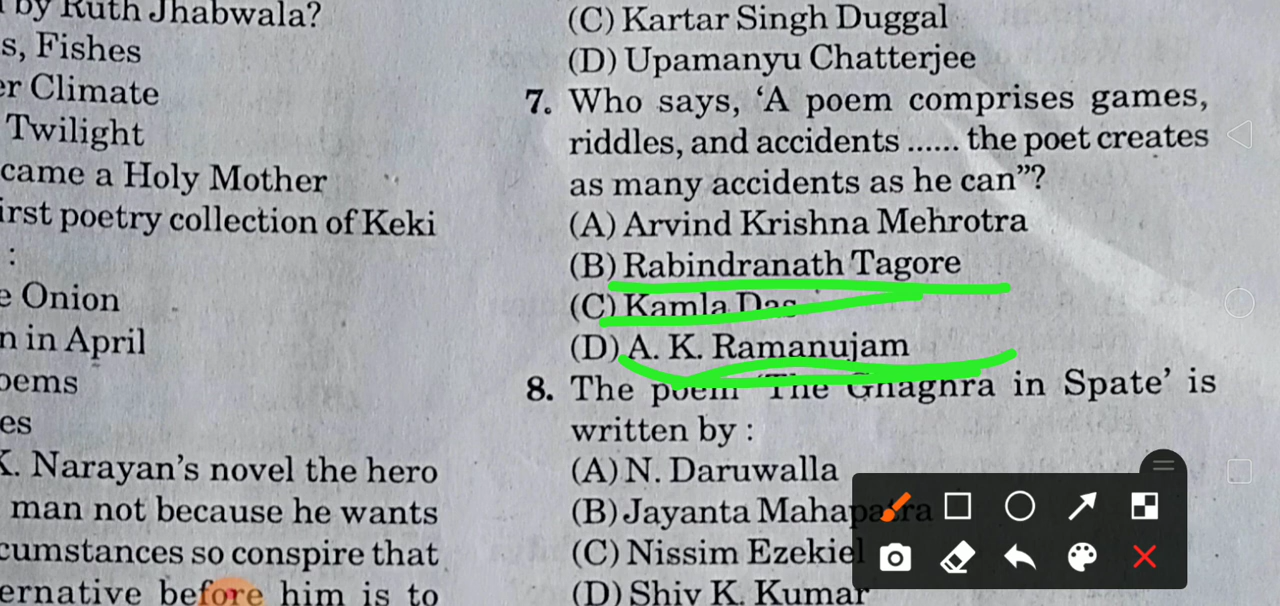 by Ruth Jhabwala?
s, Fishes
er Climate
Twilight
came a Holy Mother
irst poetry collection of Keki
:
e Onion
n in April
oems
es
K. Narayan's novel the hero
man not because he wants
cumstances so conspire that
ernative before him is to
(C) Kartar Singh Duggal
(D) Upamanyu Chatterjee
7. Who says, ‘A poem comprises games,
riddles, and accidents ...... the poet creates
as many accidents as he can”?
(A) Arvind Krishna Mehrotra
(B) Rabindranath Tagore
(C) Kamla Das
(D) A. K. Ramanujam
8. The poem ‘The Ghaghra in Spate’ is
written by :
(A) N. Daruwalla
(B) Jayanta Mahapatra
(C) Nissim Ezekiel
(D) Shiv K. Kumar